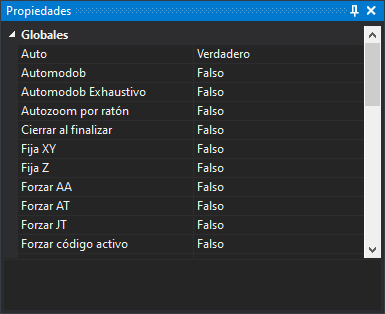 Propiedades
Globales
Auto Verdadero
Automodob Falso
Automodob Exhaustivo Falso
Autozoom por ratón Falso
Cierrar al finalizar Falso
Fija XY Falso
Fija Z Falso
Forzar AA Falso
Forzar AT Falso
Forzar JT Falso
Forzar código activo Falso